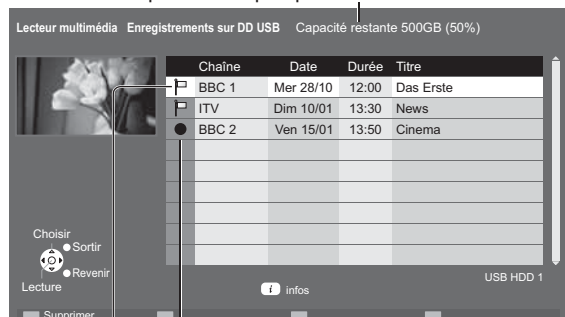 Lecteur multimédia Enregistrements sur DD USB Capacité restante 500GB (50%)
Chaîne Date Durée Titre
BBC 1 Mer 28/10 12:00 Das Erste
ITV Dim 10/01 13:30 News
BBC 2 Ven 15/01 13:50 Cinema
Choisir
Sortir
Revenir
Lecture
USB HDD 1
i infos
Supprimer